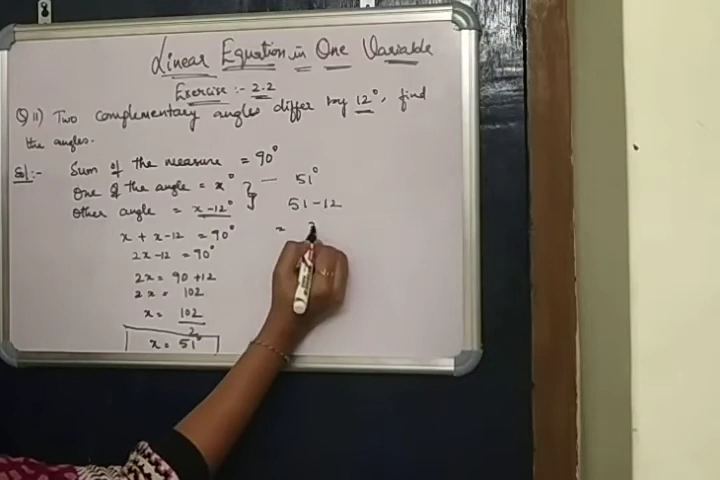 Linear Equation in One Variable
Exercise :- 2.2
Q 11) Two complementary angles differ by 12°, find
the angles.
Sol:- Sum of the measure = 90°
One of the angle = x° } — 51°
Other angle = x-12° 51-12
x + x-12 = 90° =
2x-12 = 90°
2x = 90 +12
2x = 102
x = 102
2
x = 51°